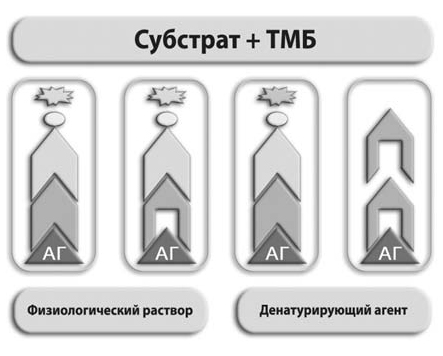 Субстрат + ТМБ
АГ АГ АГ АГ
Физиологический раствор Денатурирующий агент